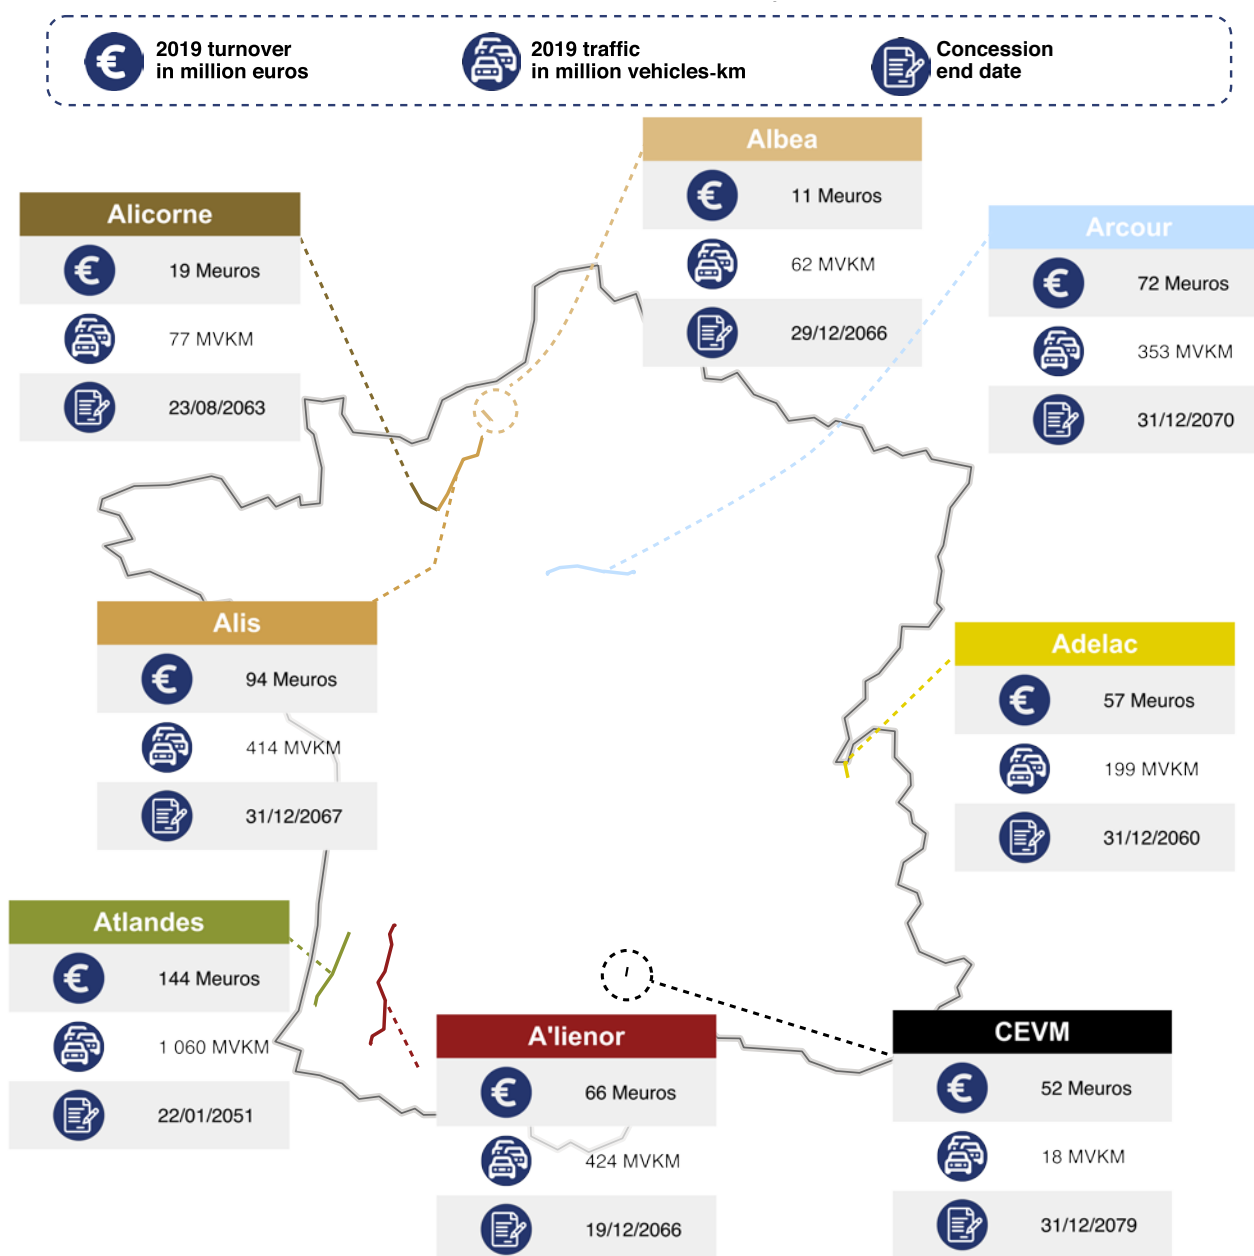 2019 turnover
in million euros
2019 traffic
in million vehicles-km
Concession
end date
Albea
11 Meuros
62 MVKM
29/12/2066
Alicorne
19 Meuros
77 MVKM
23/08/2063
Arcour
72 Meuros
353 MVKM
31/12/2070
Alis
94 Meuros
414 MVKM
31/12/2067
Adelac
57 Meuros
199 MVKM
31/12/2060
Atlandes
144 Meuros
1 060 MVKM
22/01/2051
A'lienor
66 Meuros
424 MVKM
19/12/2066
CEVM
52 Meuros
18 MVKM
31/12/2079